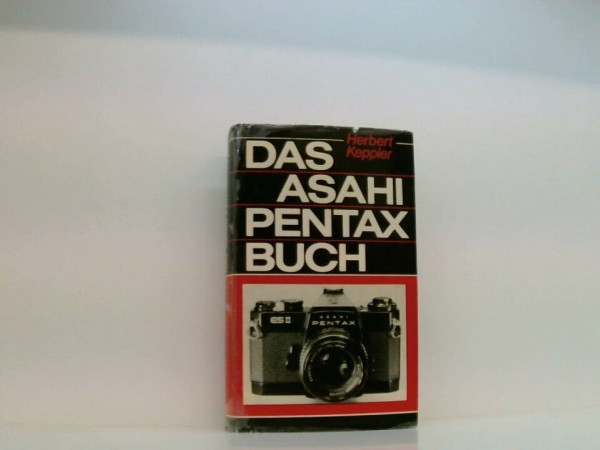 Herbert
Keppler
DAS
ASAHI
PENTAX
BUCH
ES II
ASAHI
PENTAX